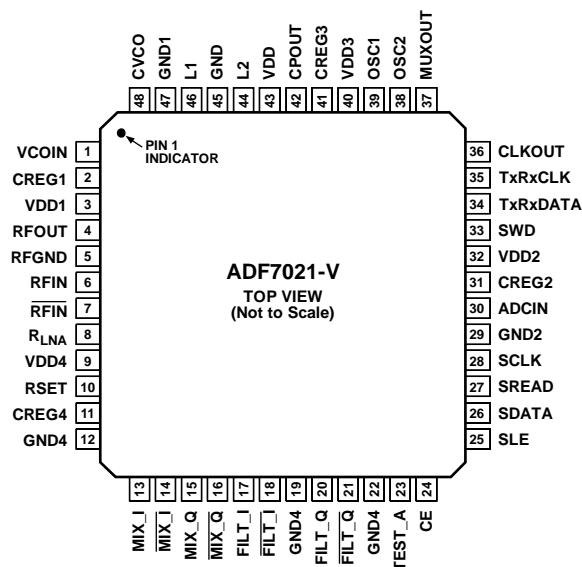 CVCO
GND1
L1
GND
L2
VDD
CPOUT
CREG3
VDD3
OSC1
OSC2
MUXOUT
48
47
46
45
44
43
42
41
40
39
38
37
PIN 1
INDICATOR
VCOIN 1
CREG1 2
VDD1 3
RFOUT 4
RFGND 5
RFIN 6
RFIN 7
RLNA 8
VDD4 9
RSET 10
CREG4 11
GND4 12
ADF7021-V
TOP VIEW
(Not to Scale)
36 CLKOUT
35 TxRxCLK
34 TxRxDATA
33 SWD
32 VDD2
31 CREG2
30 ADCIN
29 GND2
28 SCLK
27 SREAD
26 SDATA
25 SLE
13
14
15
16
17
18
19
20
21
22
23
24
MIX_I
MIX_I
MIX_Q
MIX_Q
FILT_I
FILT_I
GND4
FILT_Q
FILT_Q
GND4
TEST_A
CE